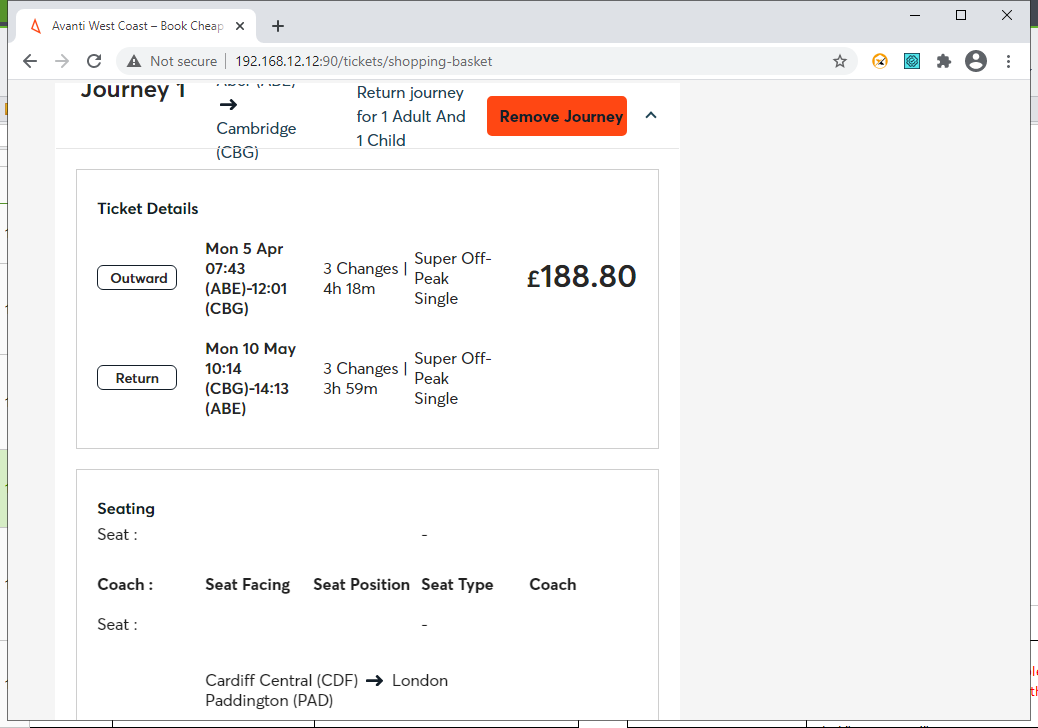 Avanti West Coast – Book Cheap
Not secure
192.168.12.12:90/tickets/shopping-basket
Journey 1
Aber (ABE)
→
Cambridge
(CBG)
Return journey
for 1 Adult And
1 Child
Remove Journey
Ticket Details
Outward
Mon 5 Apr
07:43
(ABE)-12:01
(CBG)
3 Changes |
4h 18m
Super Off-
Peak
Single
£188.80
Return
Mon 10 May
10:14
(CBG)-14:13
(ABE)
3 Changes |
3h 59m
Super Off-
Peak
Single
Seating
Seat : -
Coach : Seat Facing Seat Position Seat Type Coach
Seat : -
Cardiff Central (CDF) → London
Paddington (PAD)